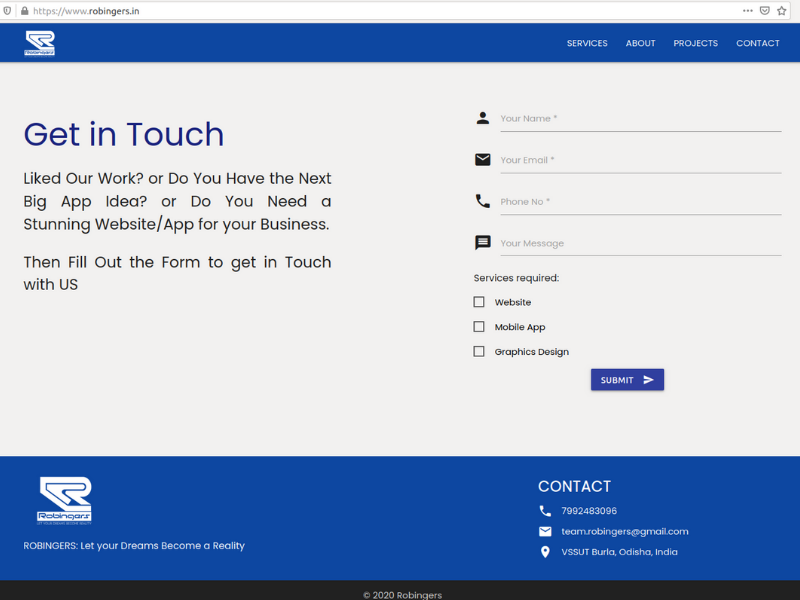 https://www.robingers.in
Robingers
SERVICES ABOUT PROJECTS CONTACT
Get in Touch
Liked Our Work? or Do You Have the Next
Big App Idea? or Do You Need a
Stunning Website/App for your Business.
Then Fill Out the Form to get in Touch
with US
Your Name *
Your Email *
Phone No *
Your Message
Services required:
Website
Mobile App
Graphics Design
SUBMIT
Robingers
LET YOUR DREAMS BECOME REALITY
ROBINGERS: Let your Dreams Become a Reality
CONTACT
7992483096
team.robingers@gmail.com
VSSUT Burla, Odisha, India
© 2020 Robingers